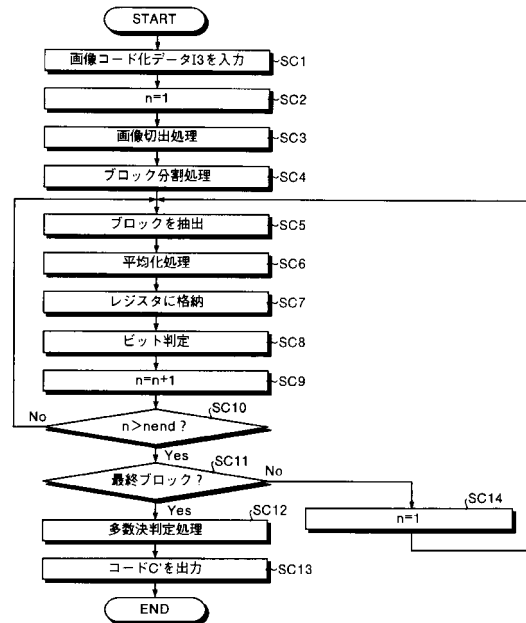 START
画像コード化データI3を入力
SC1
n=1
SC2
画像切出処理
SC3
ブロック分割処理
SC4
ブロックを抽出
SC5
平均化処理
SC6
レジスタに格納
SC7
ビット判定
SC8
n=n+1
SC9
No
n>nend ?
SC10
Yes
最終ブロック?
SC11
No
Yes
n=1
SC14
多数決判定処理
SC12
コードC'を出力
SC13
END